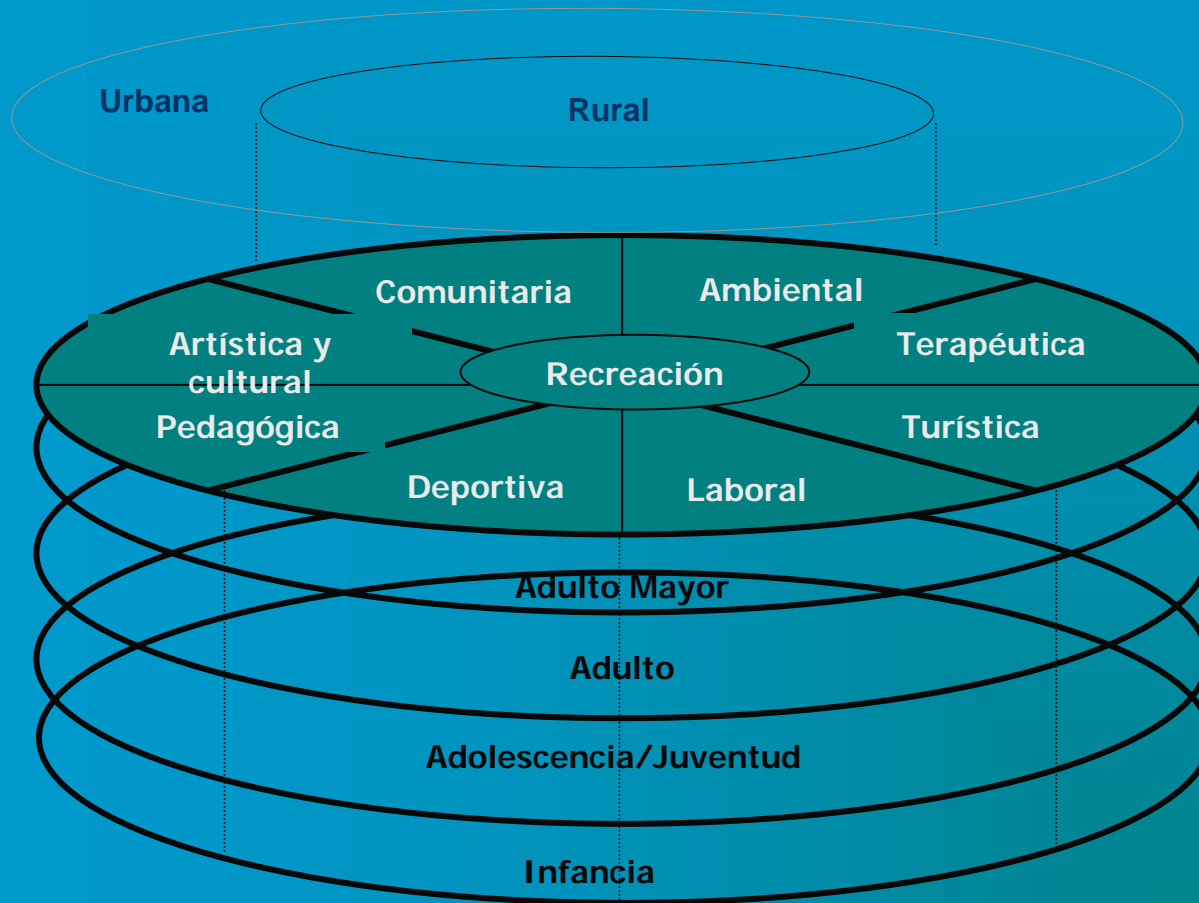 Urbana
Rural
Comunitaria
Ambiental
Artística y
cultural
Terapéutica
Recreación
Pedagógica
Turística
Deportiva
Laboral
Adulto Mayor
Adulto
Adolescencia/Juventud
Infancia